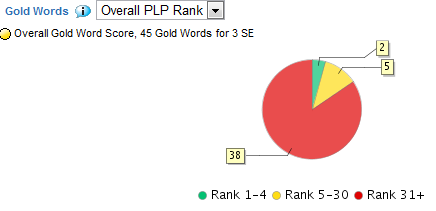 Gold Words Overall PLP Rank
Overall Gold Word Score, 45 Gold Words for 3 SE
2
5
38
Rank 1-4 Rank 5-30 Rank 31+